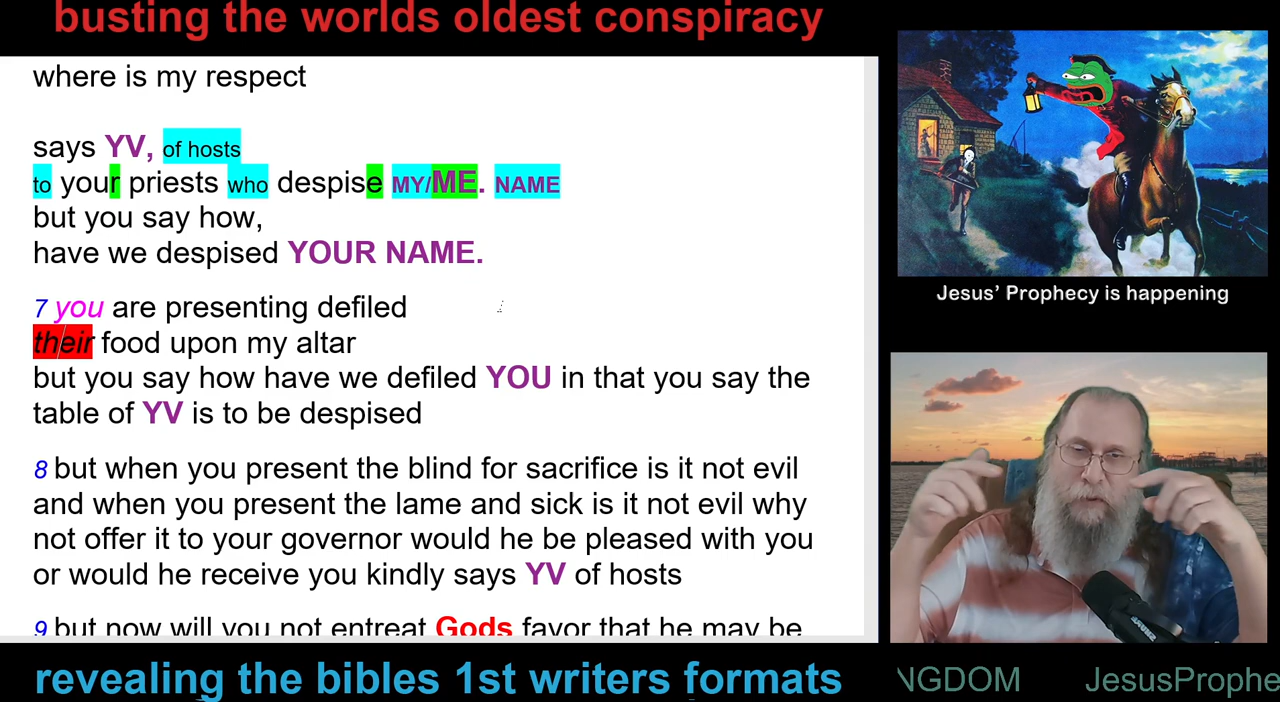 busting the worlds oldest conspiracy
where is my respect
says YV, of hosts
to your priests who despise MY/ME. NAME
but you say how,
have we despised YOUR NAME.
7 you are presenting defiled
their food upon my altar
but you say how have we defiled YOU in that you say the
table of YV is to be despised
8 but when you present the blind for sacrifice is it not evil
and when you present the lame and sick is it not evil why
not offer it to your governor would he be pleased with you
or would he receive you kindly says YV of hosts
9 but now will you not entreat Gods favor that he may be
revealing the bibles 1st writers formats
Jesus’ Prophecy is happening
NGDOM JesusProphe